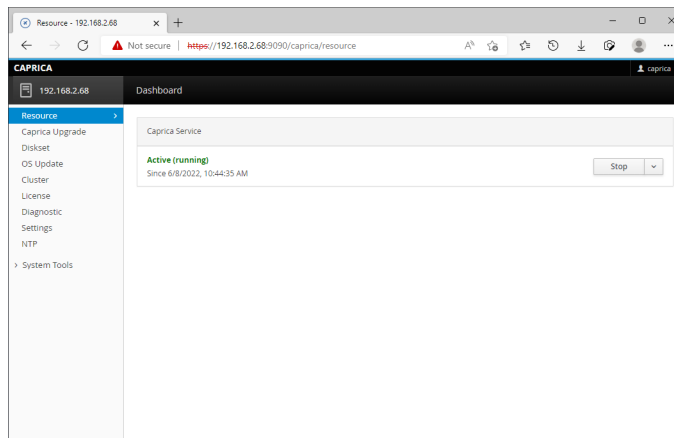 Resource - 192.168.2.68
Not secure | https://192.168.2.68:9090/caprica/resource
CAPRICA
caprica
192.168.2.68
Dashboard
Resource
Caprica Upgrade
Diskset
OS Update
Cluster
License
Diagnostic
Settings
NTP
System Tools
Caprica Service
Active (running)
Since 6/8/2022, 10:44:35 AM
Stop